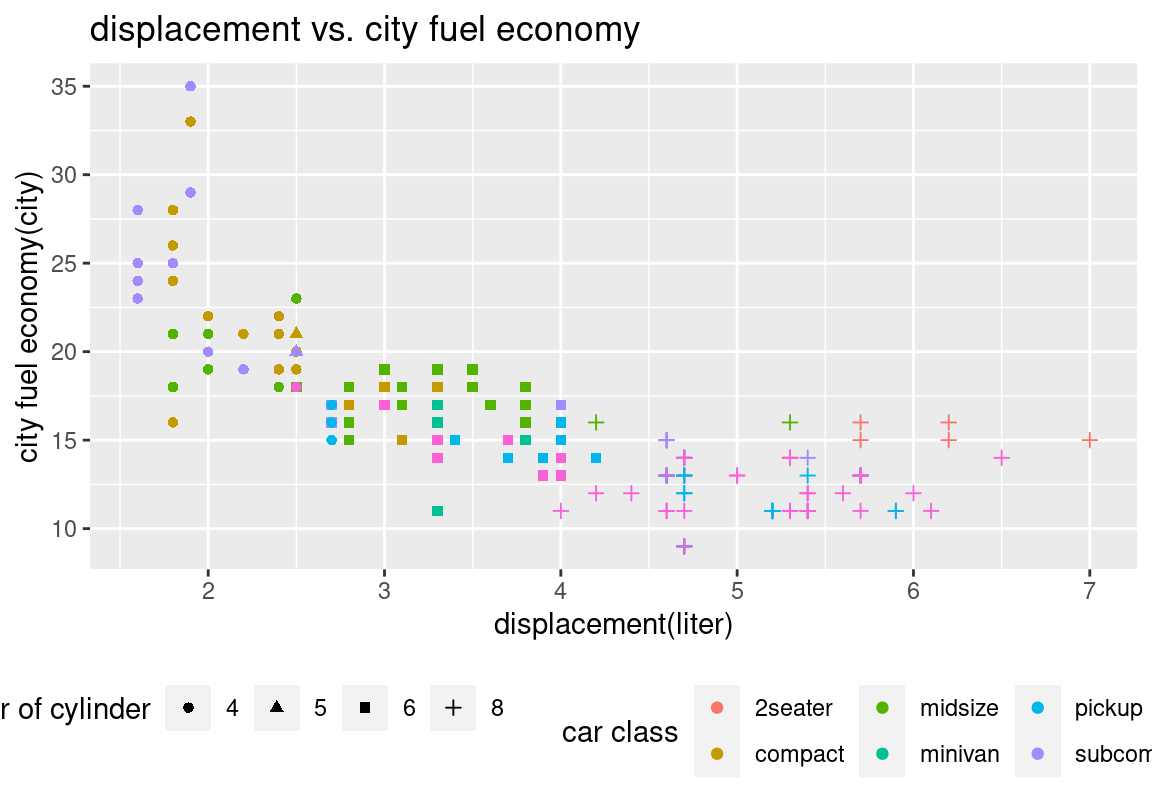 displacement vs. city fuel economy
city fuel economy(city)
35
30
25
20
15
10
2 3 4 5 6 7
displacement(liter)
r of cylinder 4 5 6 8
car class 2seater midsize pickup
compact minivan subcom